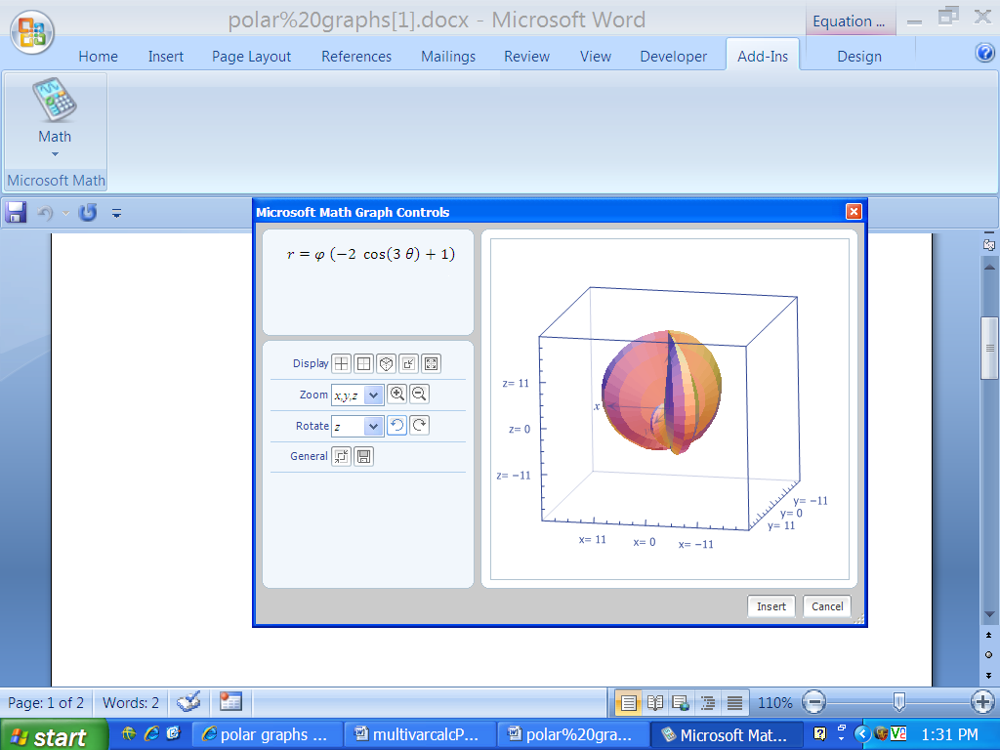 polar%20graphs[1].docx - Microsoft Word
Equation ...
Home Insert Page Layout References Mailings Review View Developer Add-Ins Design
Math
Microsoft Math
Microsoft Math Graph Controls
r = φ (−2 cos(3 θ) + 1)
Display
Zoom x,y,z
Rotate z
General
z= 11
z= 0
z= −11
x
y= −11
y= 0
y= 11
x= 11 x= 0 x= −11
Insert Cancel
Page: 1 of 2 Words: 2 110%
start polar graphs ... multivarcalcP... polar%20gra... Microsoft Mat... 1:31 PM